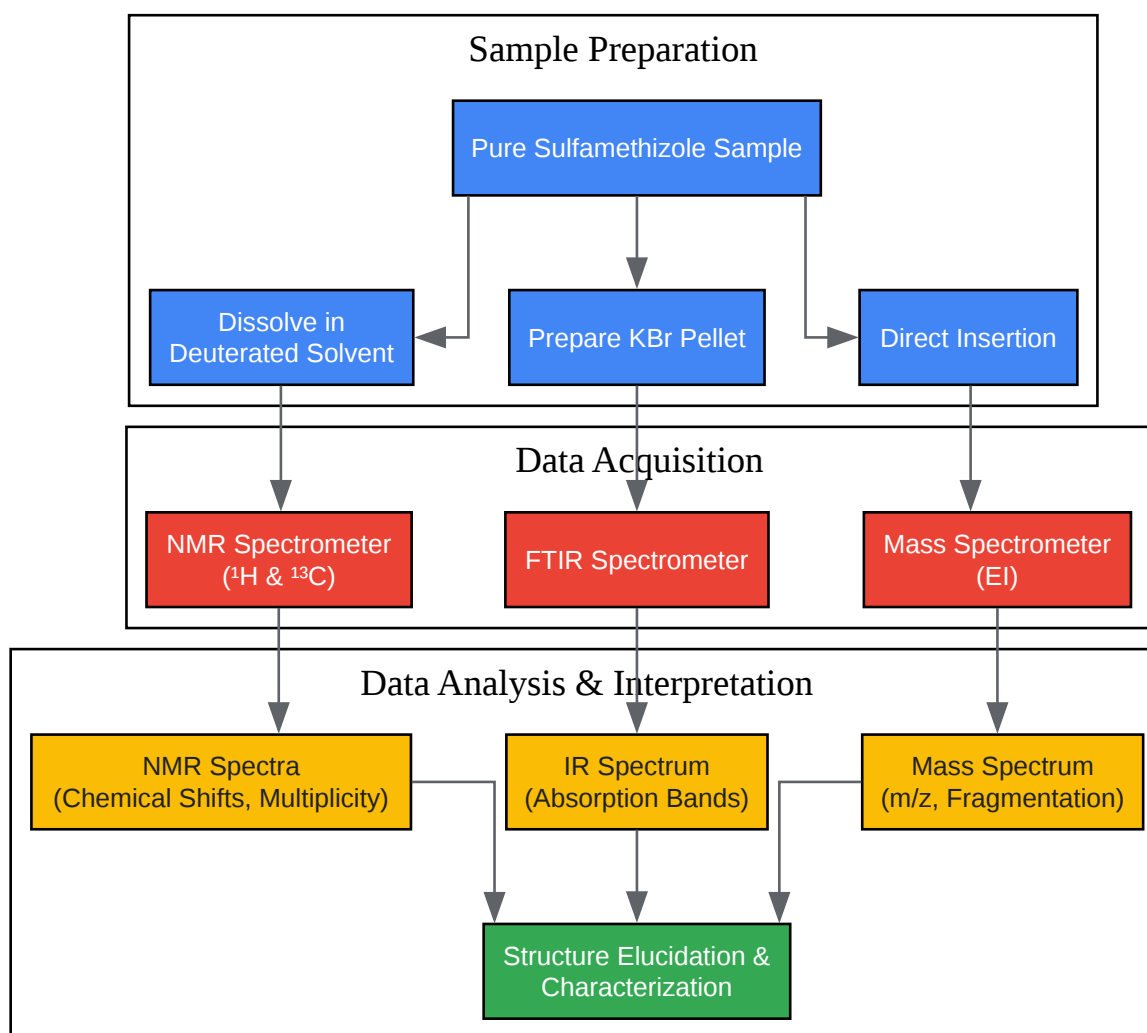 Sample Preparation
Pure Sulfamethizole Sample
Dissolve in
Deuterated Solvent
Prepare KBr Pellet
Direct Insertion
Data Acquisition
NMR Spectrometer
(¹H & ¹³C)
FTIR Spectrometer
Mass Spectrometer
(EI)
Data Analysis & Interpretation
NMR Spectra
(Chemical Shifts, Multiplicity)
IR Spectrum
(Absorption Bands)
Mass Spectrum
(m/z, Fragmentation)
Structure Elucidation &
Characterization